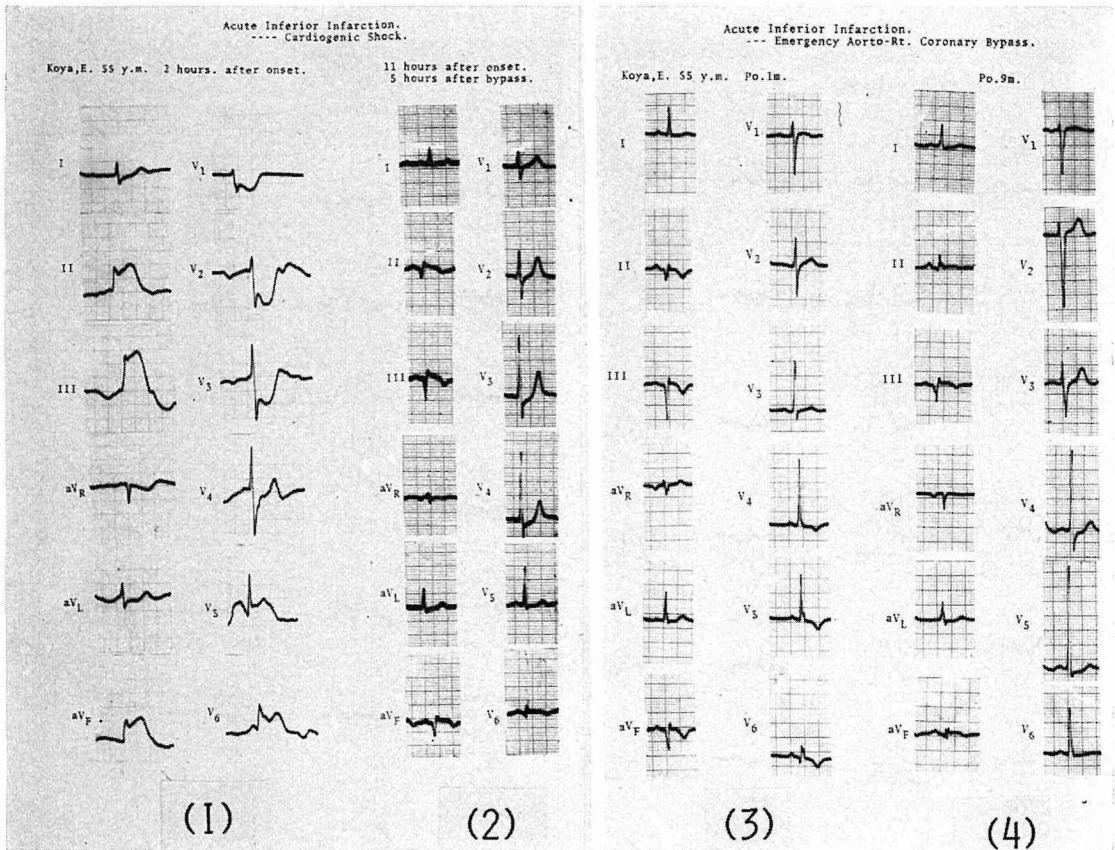 Acute Inferior Infarction.
---- Cardiogenic Shock.
Koya,E. 55 y.m. 2 hours. after onset.
11 hours after onset.
5 hours after bypass.
I
V1
II
V2
III
V3
aVR
V4
aVL
V5
aVF
V6
(1)
I
V1
II
V2
III
V3
aVR
V4
aVL
V5
aVF
V6
(2)
Acute Inferior Infarction.
--- Emergency Aorto-Rt. Coronary Bypass.
Koya,E. 55 y.m. Po.1m.
Po.9m.
I
V1
II
V2
III
V3
aVR
V4
aVL
V5
aVF
V6
(3)
I
V1
II
V2
III
V3
aVR
V4
aVL
V5
aVF
V6
(4)